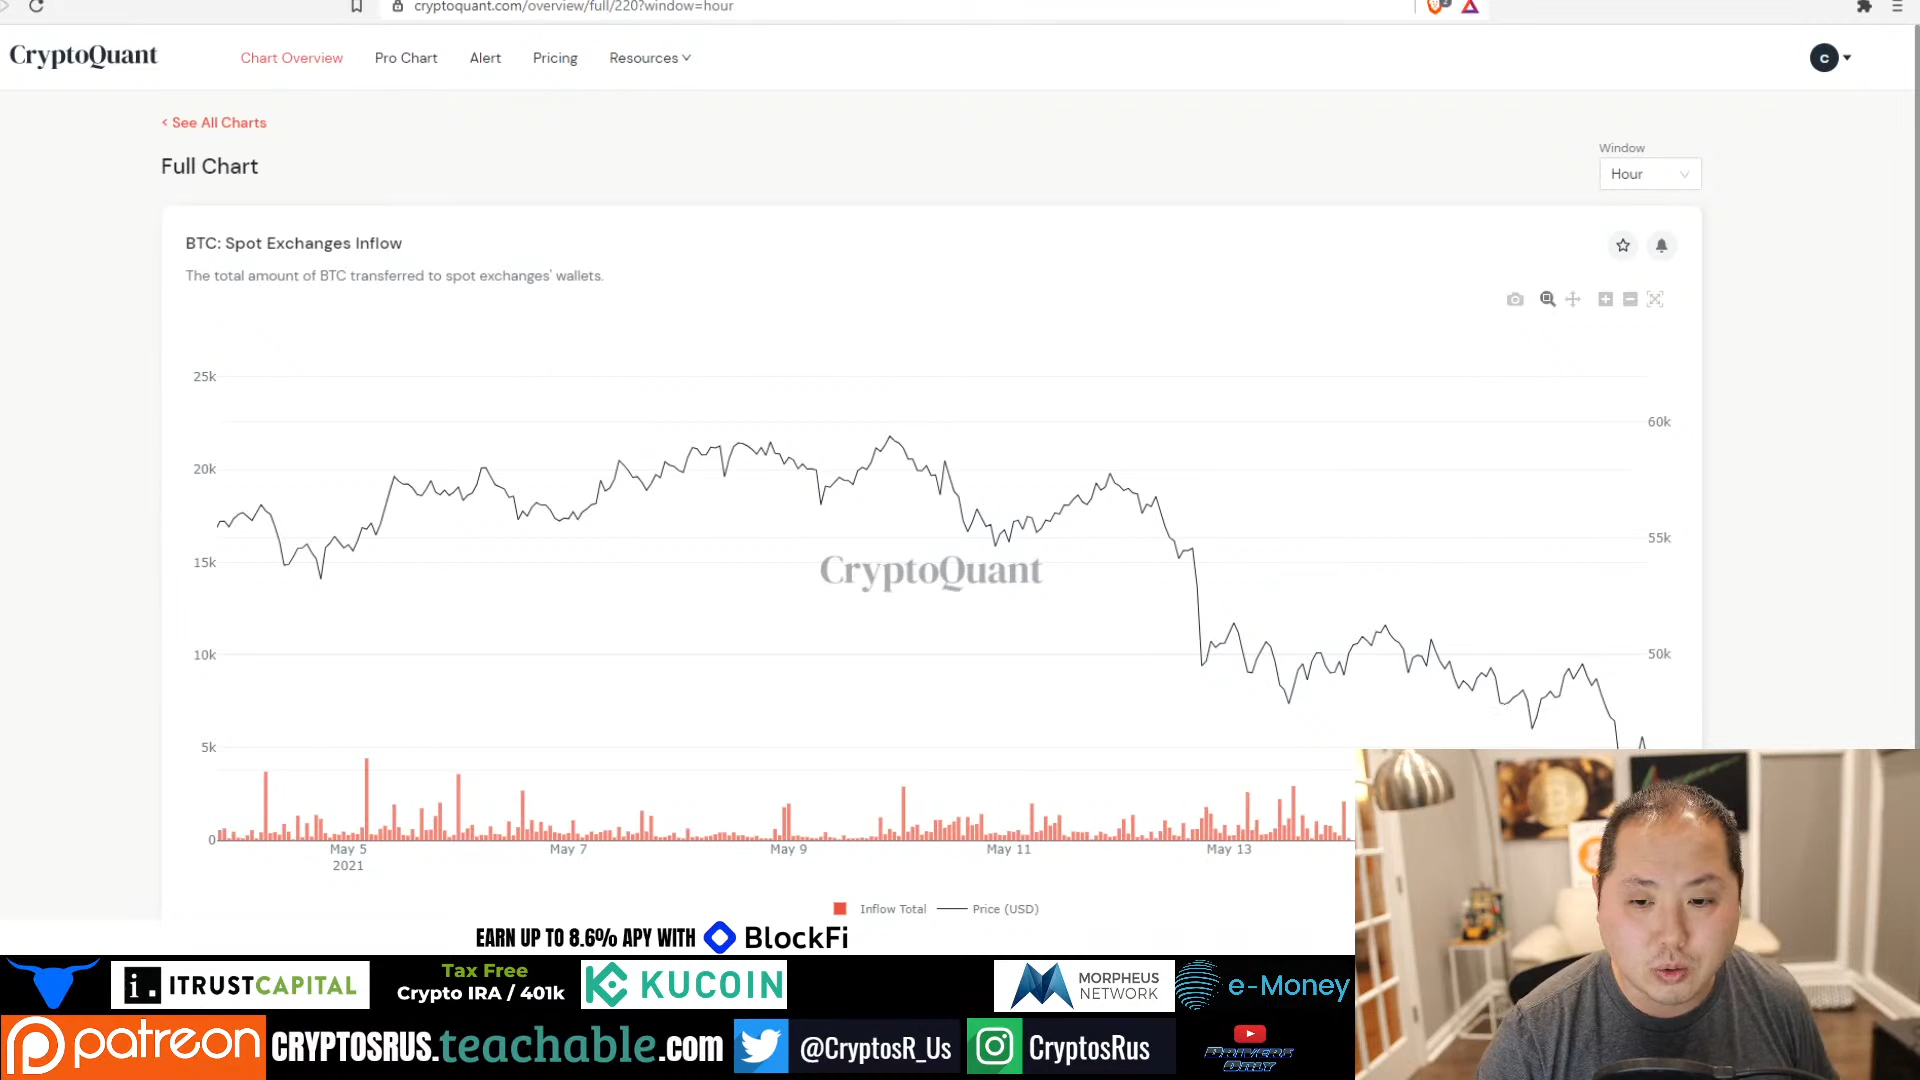 cryptoquant.com/overview/full/220?window=hour
CryptoQuant
Chart Overview
Pro Chart
Alert
Pricing
Resources
C
< See All Charts
Full Chart
Window
Hour
BTC: Spot Exchanges Inflow
The total amount of BTC transferred to spot exchanges' wallets.
25k
60k
20k
55k
15k
CryptoQuant
10k
50k
5k
0
May 5
May 7
May 9
May 11
May 13
2021
Inflow Total
Price (USD)
EARN UP TO 8.6% APY WITH BlockFi
i. ITRUSTCAPITAL
Tax Free
Crypto IRA / 401k
KUCOIN
MORPHEUS
NETWORK
e-Money
patreon
CRYPTOSRUS.teachable.com
@CryptosR_Us
CryptosRus
DRIVERS
ONLY